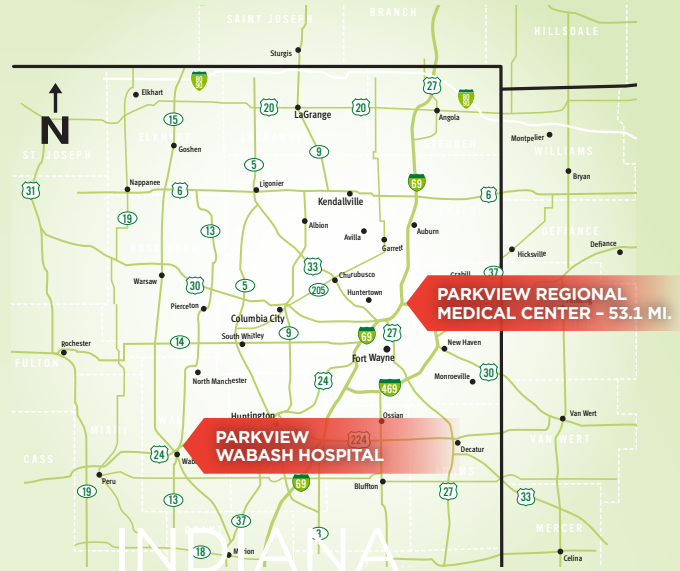 SAINT JOSEPH
BRANCH
HILLSDALE
Sturgis
Elkhart
80
90
27
80
90
20
LaGrange
20
Angola
N
15
Montpelier
ST. JOSEPH
Goshen
9
STEUBEN
WILLIAMS
5
Bryan
31
Nappanee
6
Ligonier
69
6
Kendallville
19
13
Albion
Avilla
Auburn
DEFIANCE
Garrett
Hicksville
Defiance
33
37
Warsaw
30
5
Churubusco
205
Huntertown
PARKVIEW REGIONAL
MEDICAL CENTER – 53.1 MI.
Pierceton
Columbia City
9
69
27
14
South Whitley
New Haven
Rochester
Fort Wayne
FULTON
North Manchester
24
469
Monroeville
30
Huntington
Ossian
Van Wert
MIAMI
PARKVIEW
WABASH HOSPITAL
224
VAN WERT
CASS
24
Decatur
Peru
69
Bluffton
19
13
27
33
37
INDIANA
MERCER
18
Celina